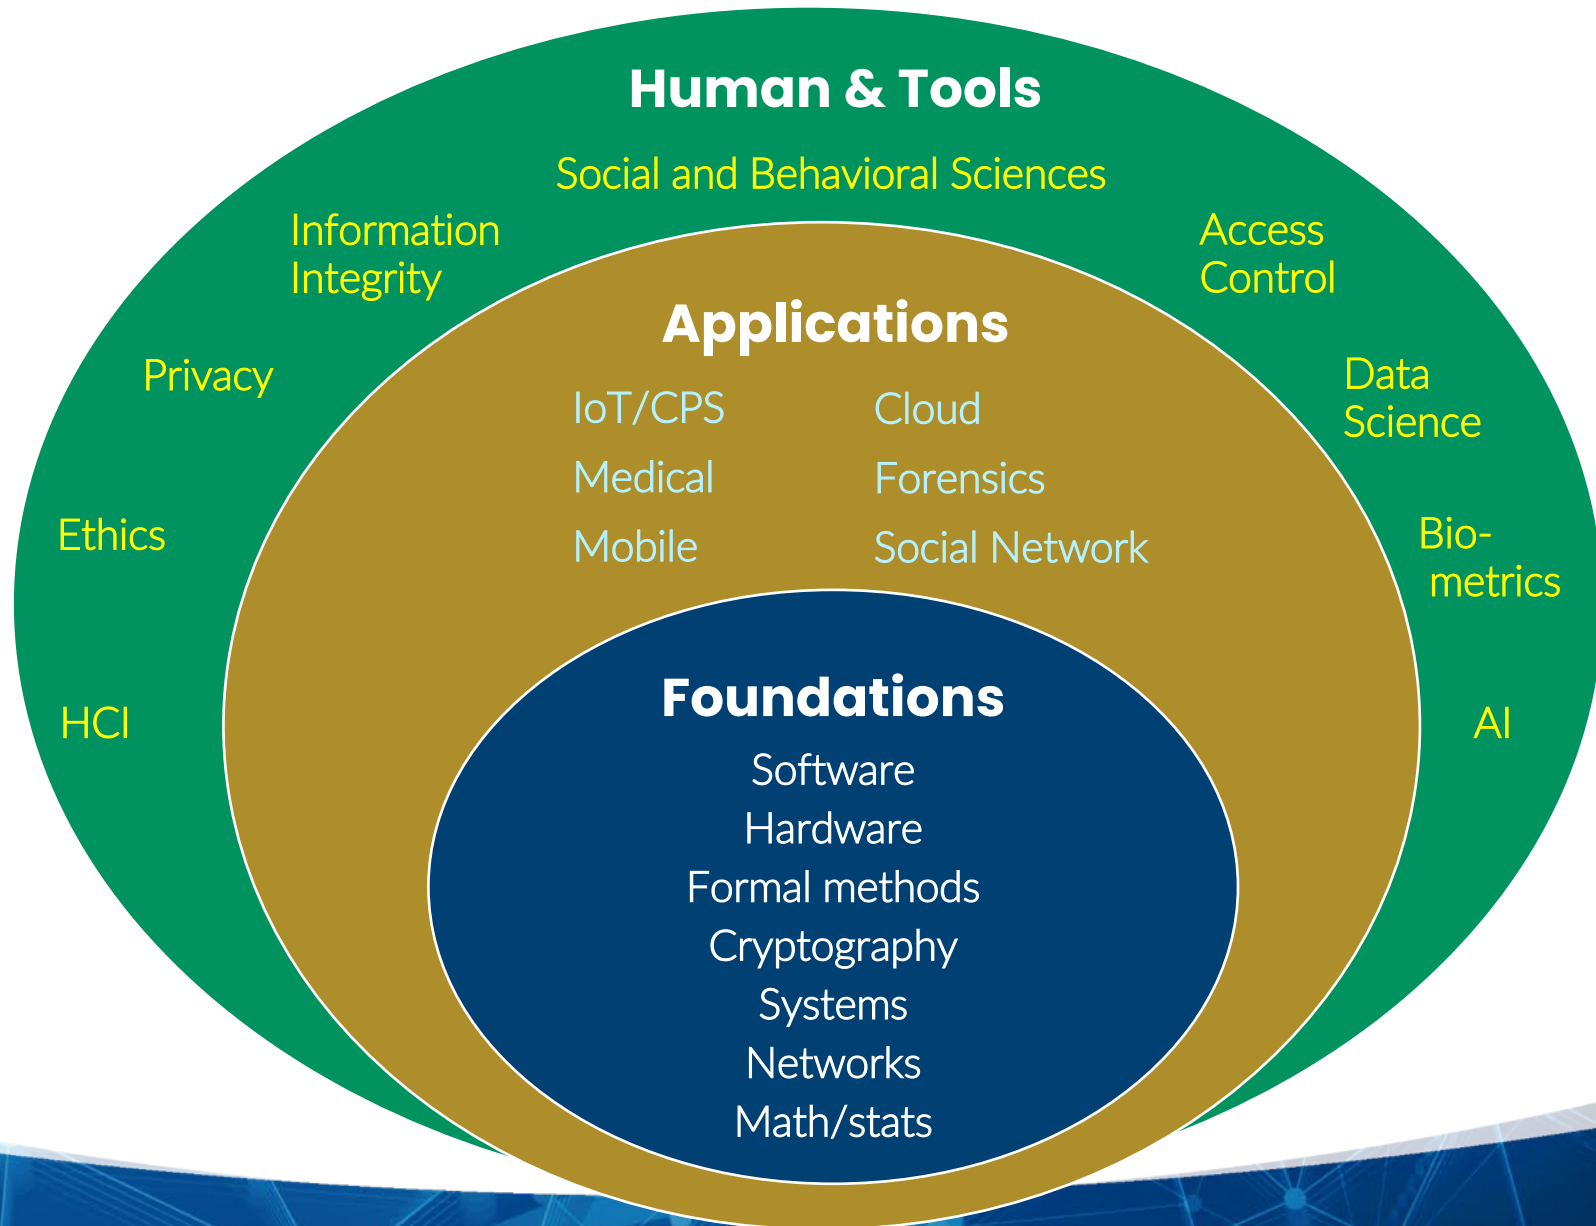 Human & Tools
Social and Behavioral Sciences
Information
Integrity
Access
Control
Privacy
Data
Science
Ethics
Bio-
metrics
HCI
AI
Applications
IoT/CPS
Cloud
Medical
Forensics
Mobile
Social Network
Foundations
Software
Hardware
Formal methods
Cryptography
Systems
Networks
Math/stats